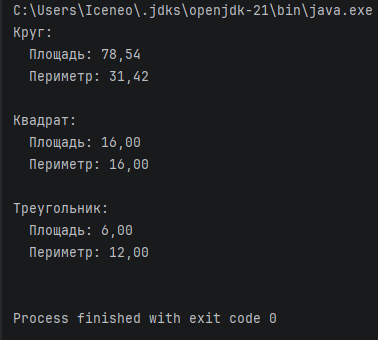 C:\Users\Iceneo\.jdks\openjdk-21\bin\java.exe
Круг:
Площадь: 78,54
Периметр: 31,42
Квадрат:
Площадь: 16,00
Периметр: 16,00
Треугольник:
Площадь: 6,00
Периметр: 12,00
Process finished with exit code 0